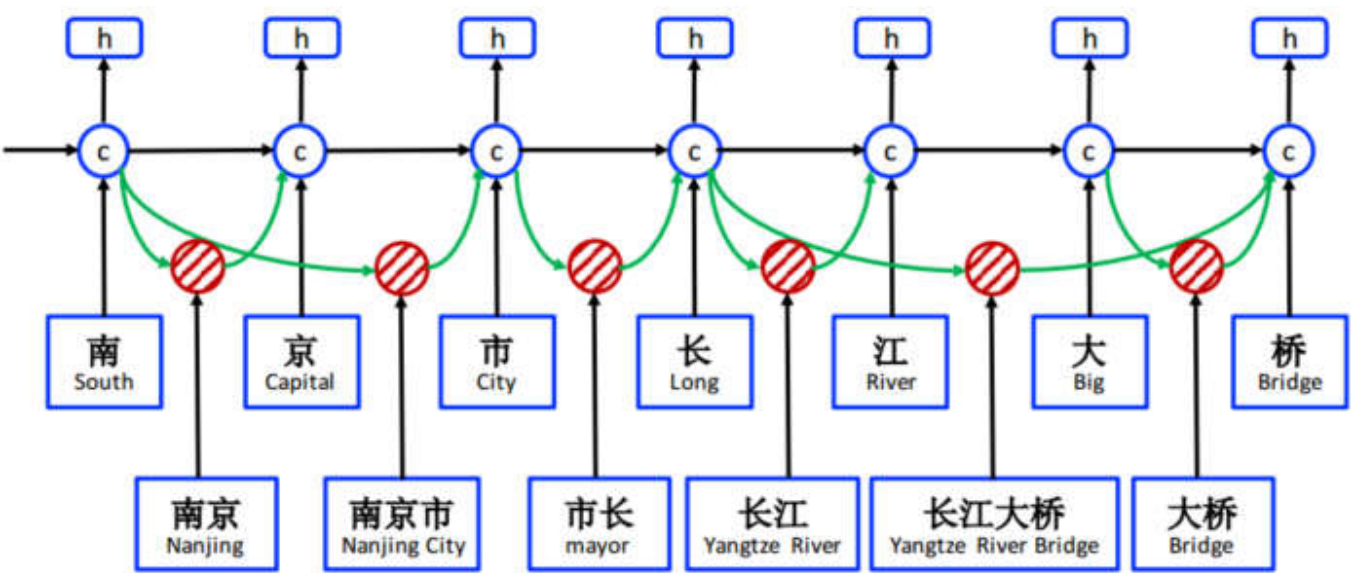 h h h h h h h
c c c c c c c
南 京 市 长 江 大 桥
South Capital City Long River Big Bridge
南京 南京市 市长 长江 长江大桥 大桥
Nanjing Nanjing City mayor Yangtze River Yangtze River Bridge Bridge